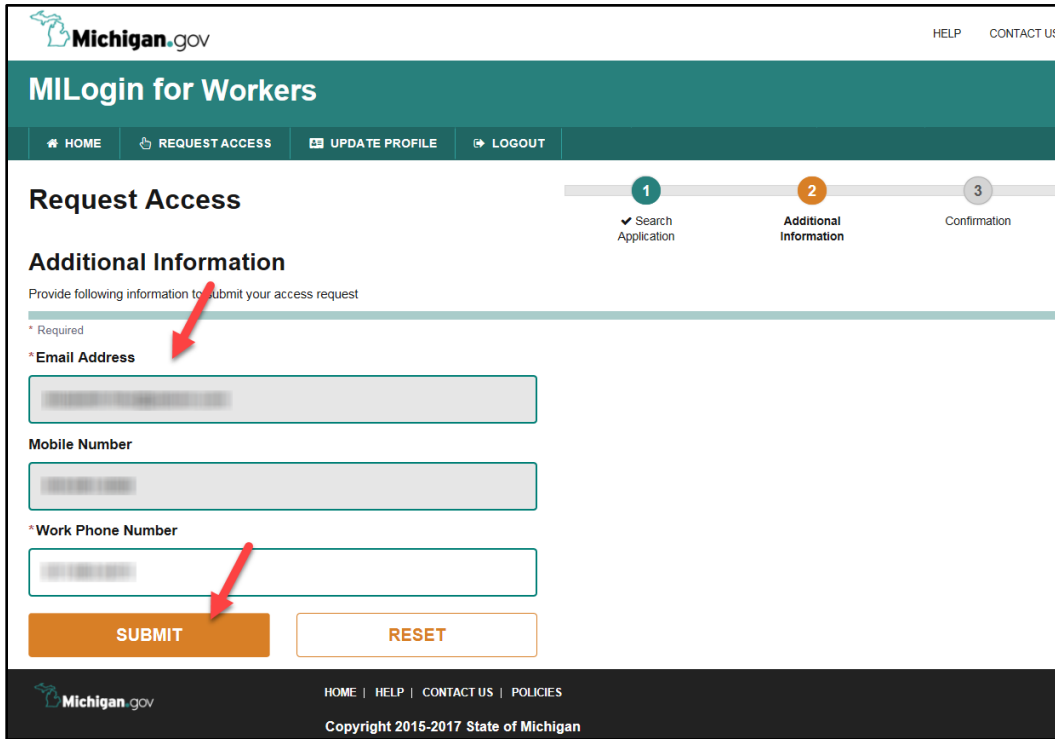 Michigan.gov
HELP CONTACT US
MILogin for Workers
HOME REQUEST ACCESS UPDATE PROFILE LOGOUT
Request Access
1 2 3
Search Application
Additional Information
Confirmation
Additional Information
Provide following information to submit your access request
* Required
*Email Address
Mobile Number
*Work Phone Number
SUBMIT RESET
Michigan.gov
HOME | HELP | CONTACT US | POLICIES
Copyright 2015-2017 State of Michigan